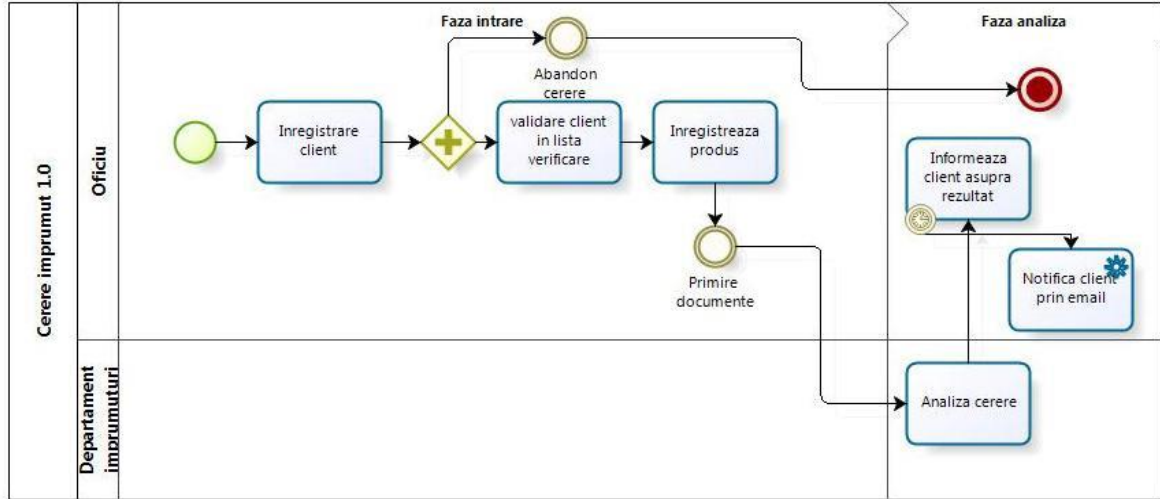 Cerere imprumut 1.0
Oficiu
Departament
imprumuturi
Faza intrare
Faza analiza
Abandon
cerere
Inregistrare
client
validare client
in lista
verificare
Inregistreaza
produs
Primire
documente
Informeaza
client asupra
rezultat
Notifica client
prin email
Analiza cerere